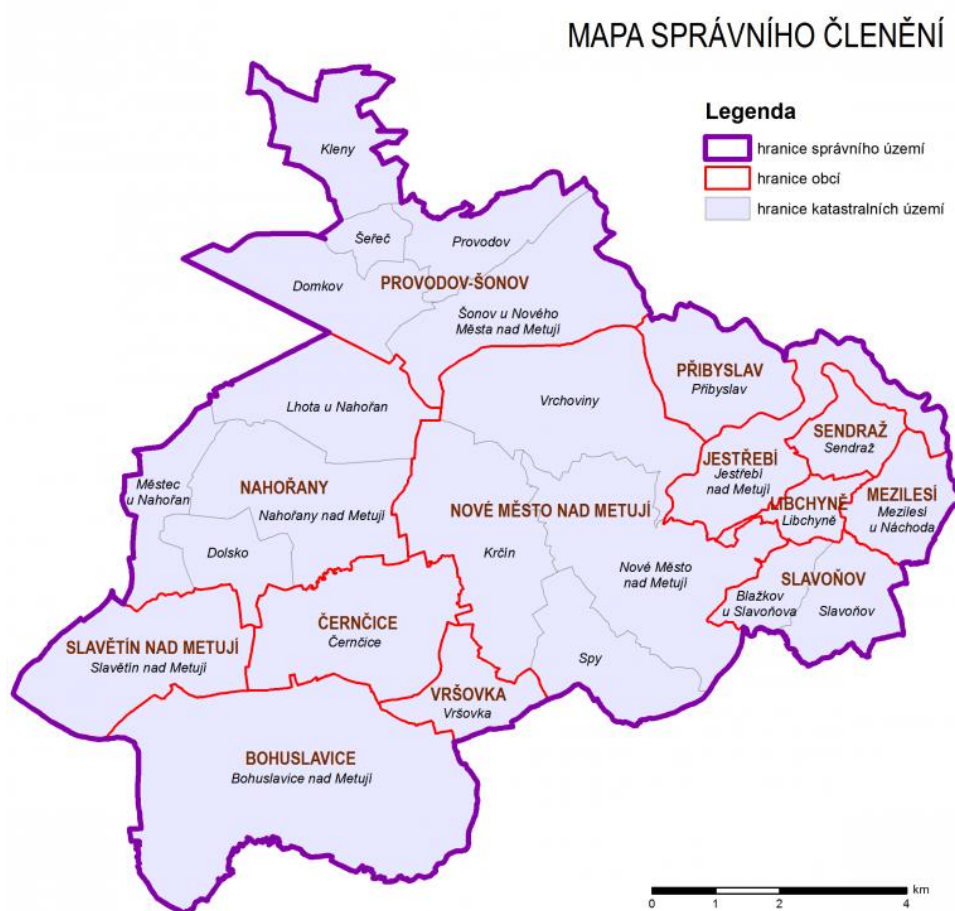 MAPA SPRÁVNÍHO ČLENĚNÍ
Legenda
hranice správního území
hranice obcí
hranice katastralních území
Kleny
Šeřeč
Provodov
Domkov
PROVODOV-ŠONOV
Šonov u Nového
Města nad Metují
PŘIBYSLAV
Přibyslav
Lhota u Nahořan
Vrchoviny
SENDRAŽ
Sendraž
JESTŘEBÍ
Jestřebí
nad Metují
Městec
u Nahořan
NAHOŘANY
Nahořany nad Metují
NOVÉ MĚSTO NAD METUJÍ
LIBCHYNĚ
Libchyně
MEZILESÍ
Mezilesí
u Náchoda
Dolsko
Krčín
Nové Město
nad Metují
SLAVOŇOV
Blažkov
u Slavoňova
Slavoňov
ČERNČICE
Černčice
SLAVĚTÍN NAD METUJÍ
Slavětín nad Metují
Spy
VRŠOVKA
Vršovka
BOHUSLAVICE
Bohuslavice nad Metují
km
0 1 2 4